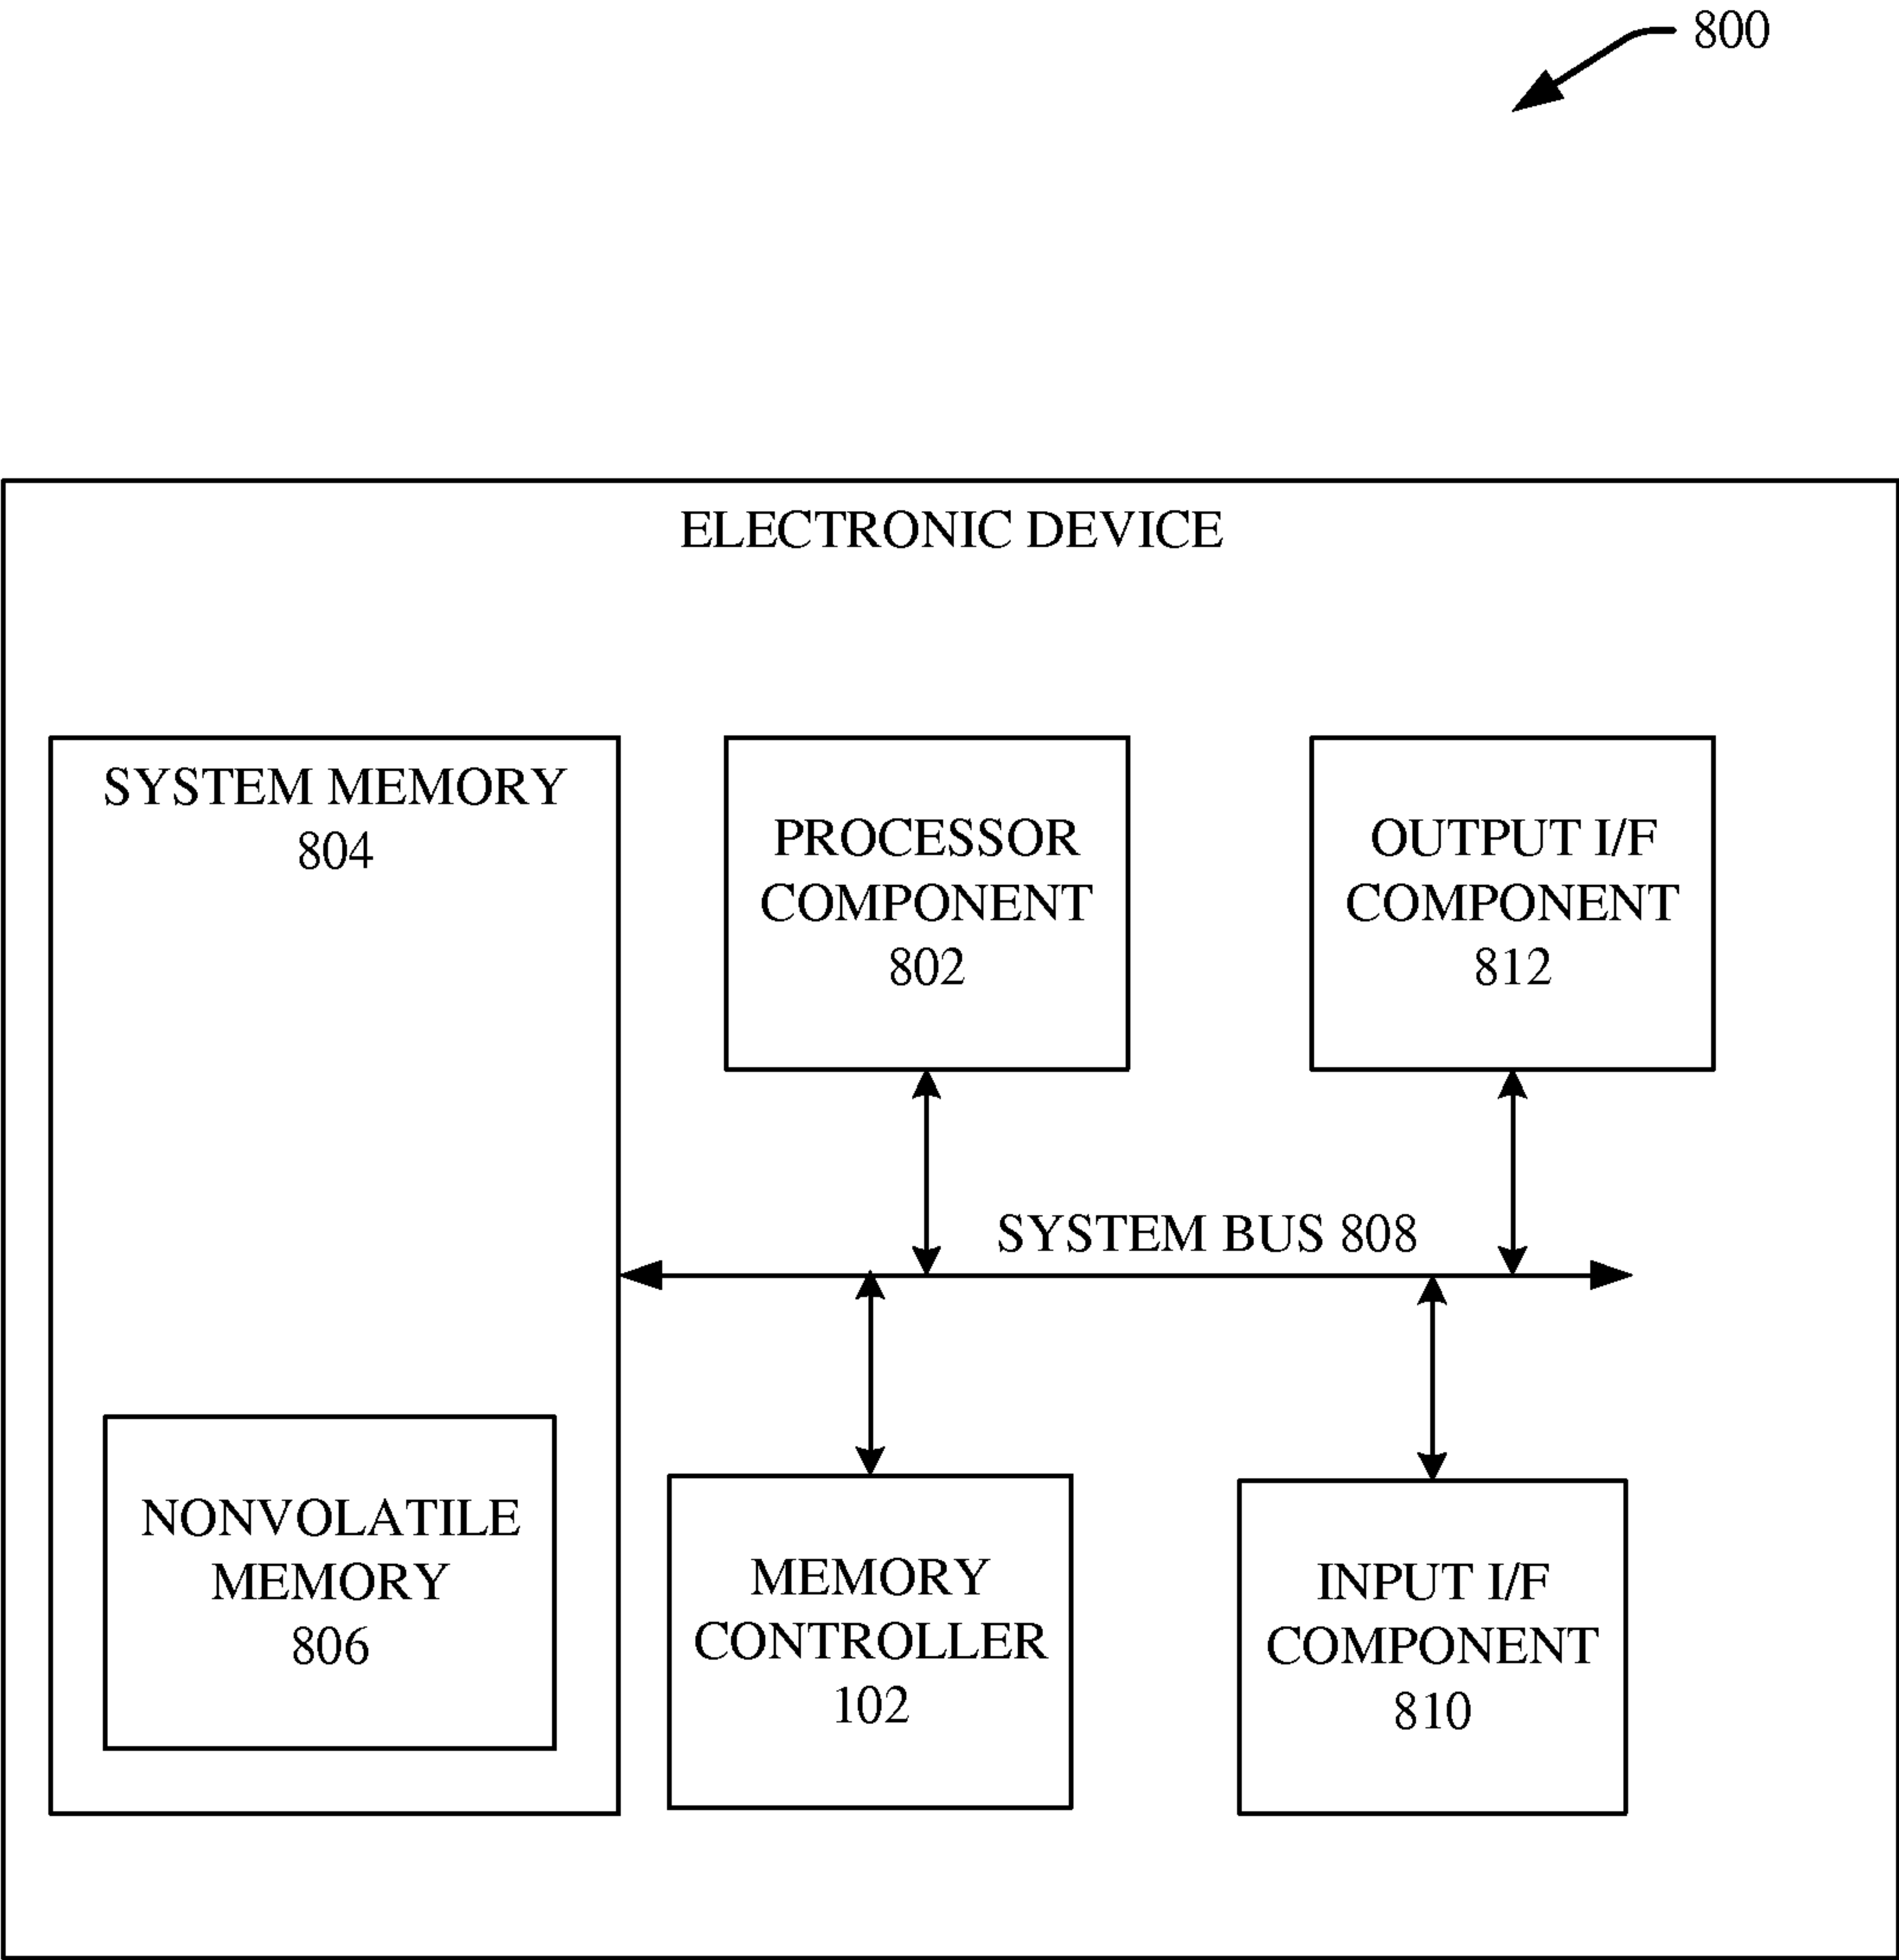 800
ELECTRONIC DEVICE
SYSTEM MEMORY
804
PROCESSOR
COMPONENT
802
OUTPUT I/F
COMPONENT
812
SYSTEM BUS 808
NONVOLATILE
MEMORY
806
MEMORY
CONTROLLER
102
INPUT I/F
COMPONENT
810